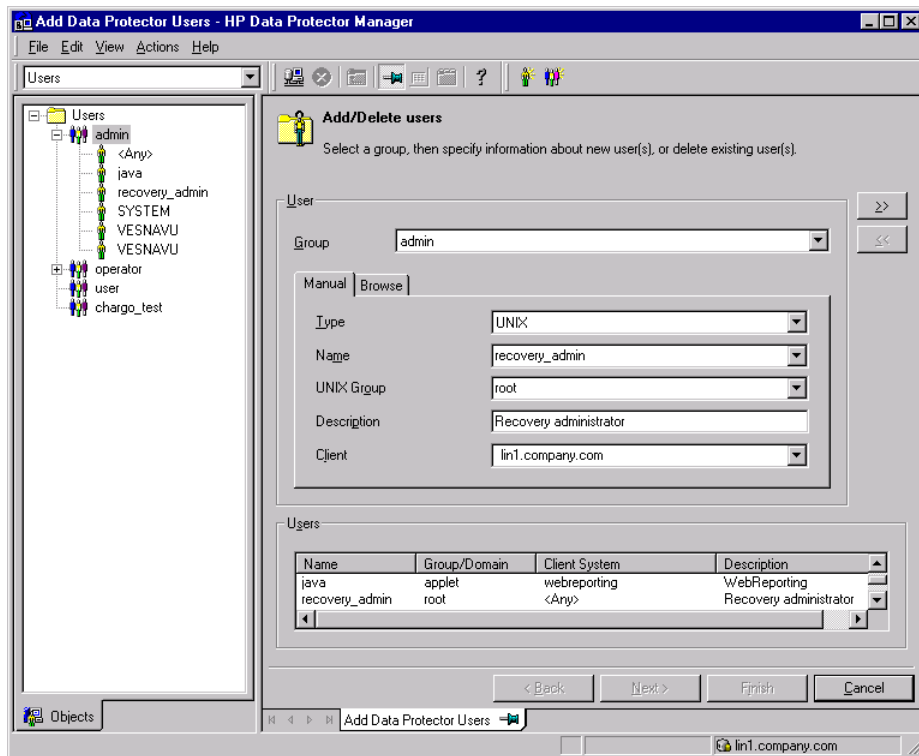 Add Data Protector Users - HP Data Protector Manager
File Edit View Actions Help
Users
Users
admin
<Any>
java
recovery_admin
SYSTEM
VESNAVU
VESNAVU
operator
user
chargo_test
Objects
Add/Delete users
Select a group, then specify information about new user(s), or delete existing user(s).
User
>>
<<
Group admin
Manual Browse
Type UNIX
Name recovery_admin
UNIX Group root
Description Recovery administrator
Client lin1.company.com
Users
Name Group/Domain Client System Description
java applet webreporting WebReporting
recovery_admin root <Any> Recovery administrator
< Back Next > Finish Cancel
Add Data Protector Users
lin1.company.com